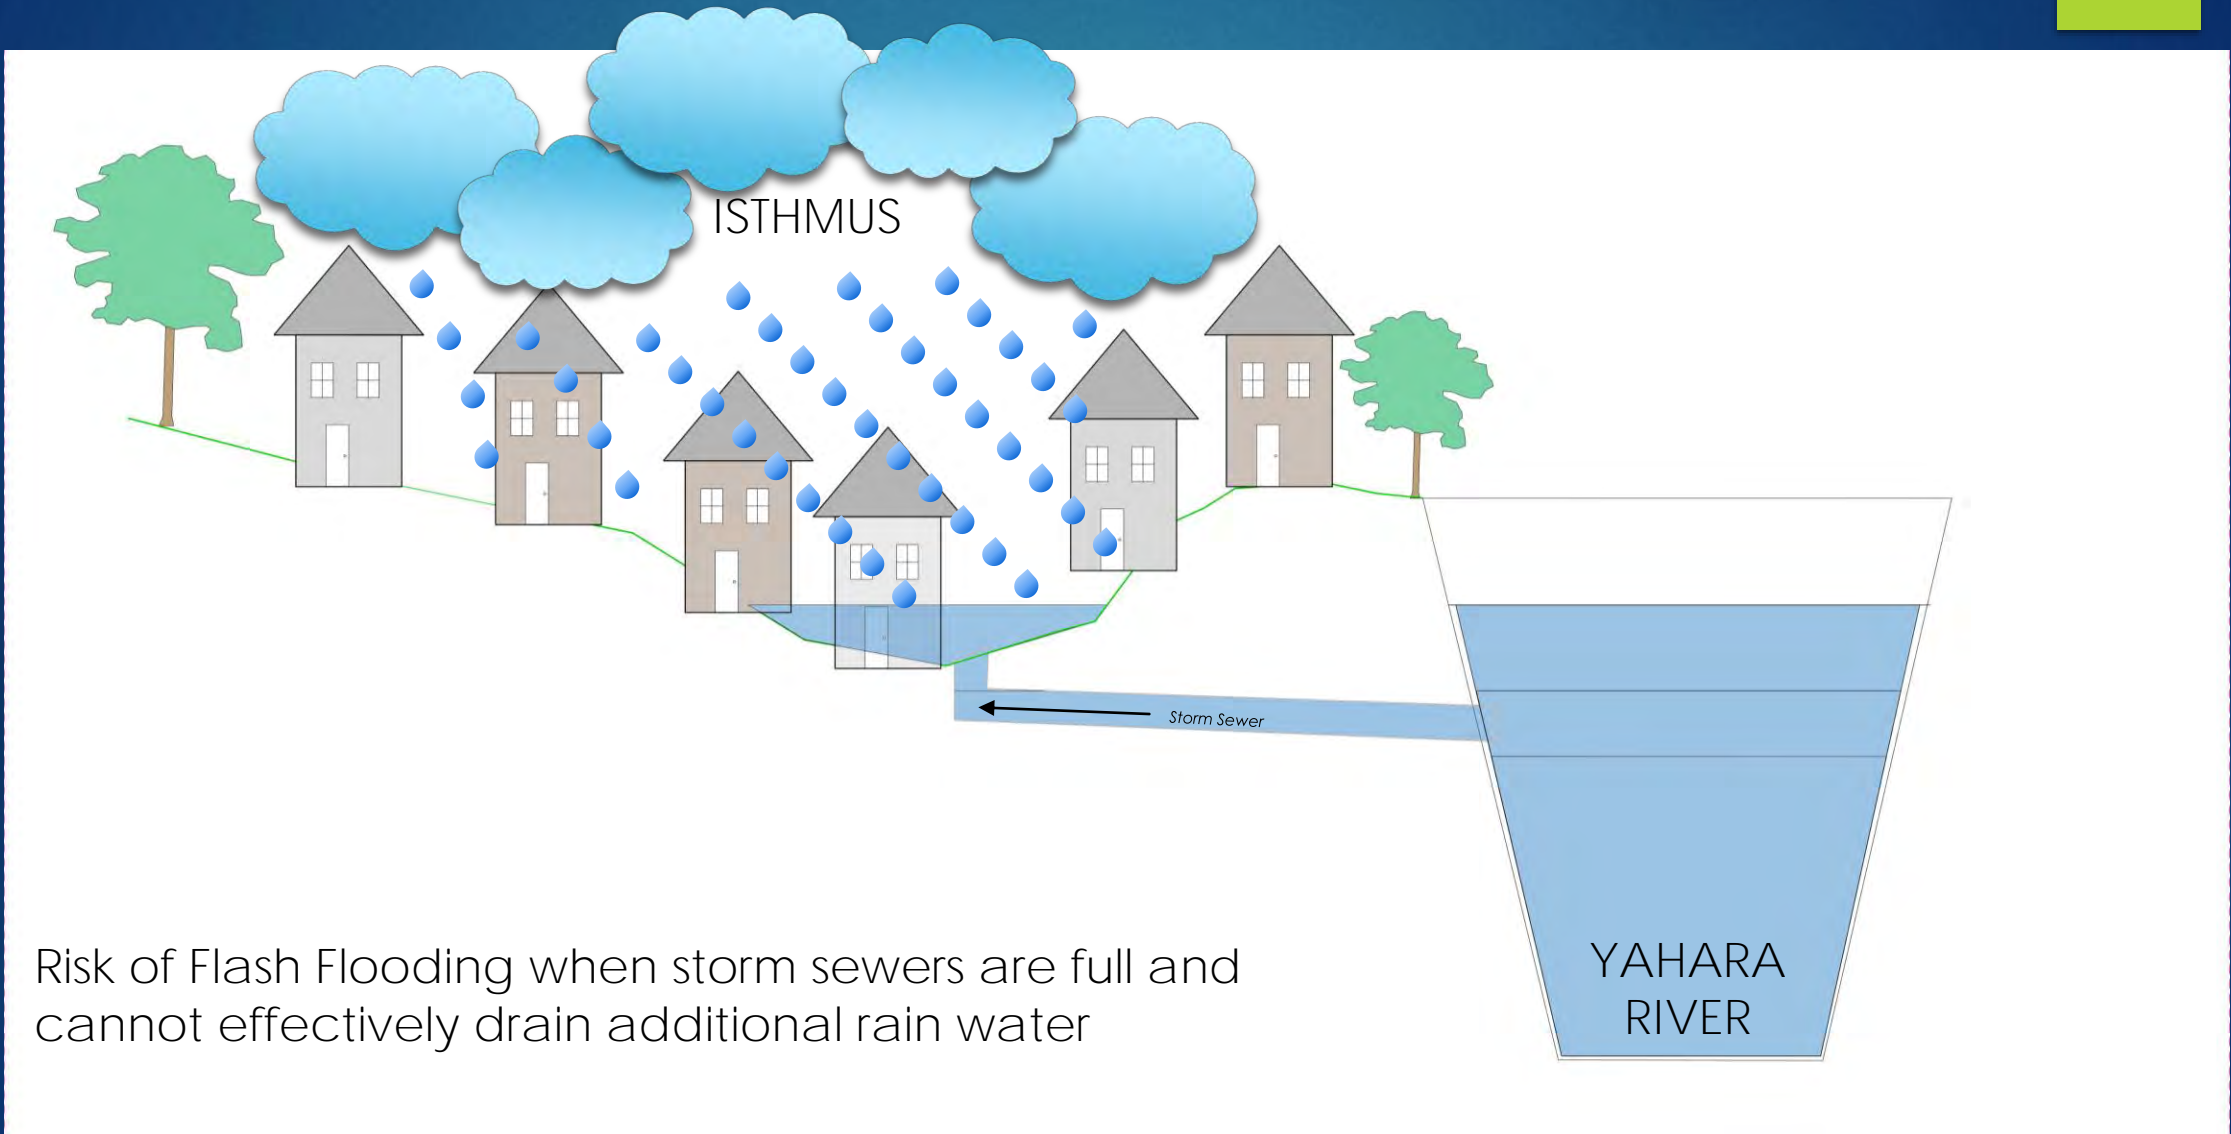 ISTHMUS
Storm Sewer
Risk of Flash Flooding when storm sewers are full and
cannot effectively drain additional rain water
YAHARA
RIVER